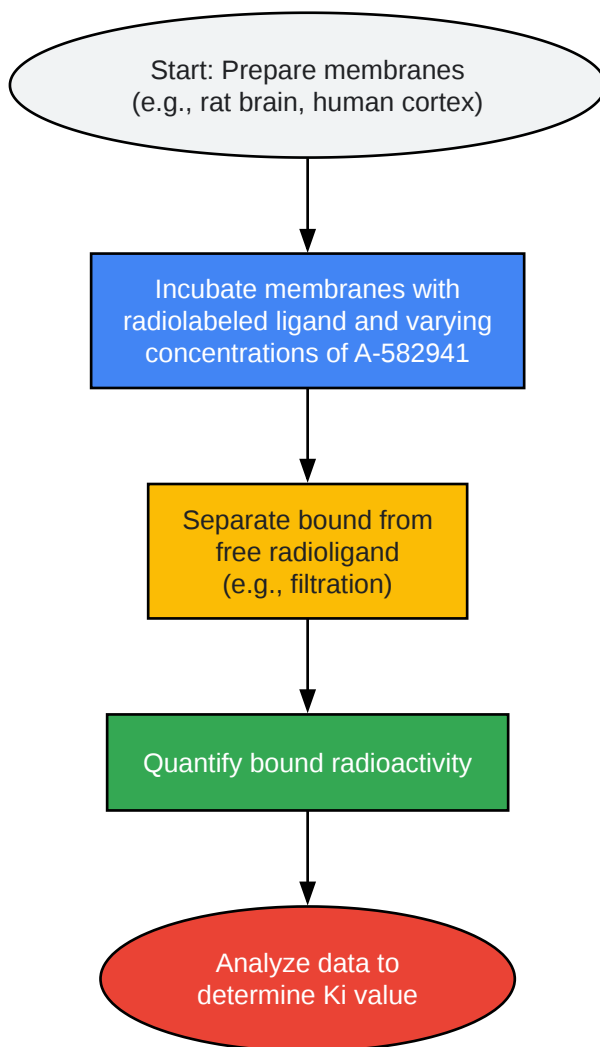 Start: Prepare membranes
(e.g., rat brain, human cortex)
Incubate membranes with
radiolabeled ligand and varying
concentrations of A-582941
Separate bound from
free radioligand
(e.g., filtration)
Quantify bound radioactivity
Analyze data to
determine Ki value